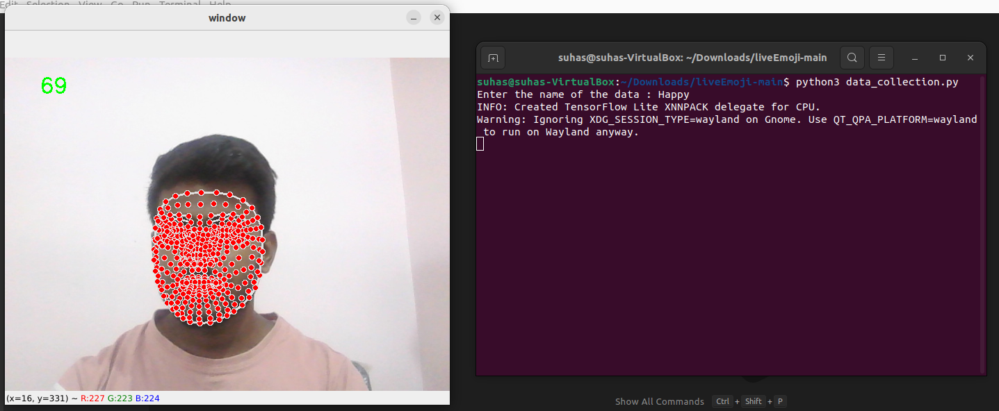 Edit Selection View Go Run Terminal Help
window
69
(x=16, y=331) ~ R:227 G:223 B:224
suhas@suhas-VirtualBox: ~/Downloads/liveEmoji-main
suhas@suhas-VirtualBox:~/Downloads/liveEmoji-main$ python3 data_collection.py
Enter the name of the data : Happy
INFO: Created TensorFlow Lite XNNPACK delegate for CPU.
Warning: Ignoring XDG_SESSION_TYPE=wayland on Gnome. Use QT_QPA_PLATFORM=wayland
to run on Wayland anyway.
Show All Commands Ctrl + Shift + P